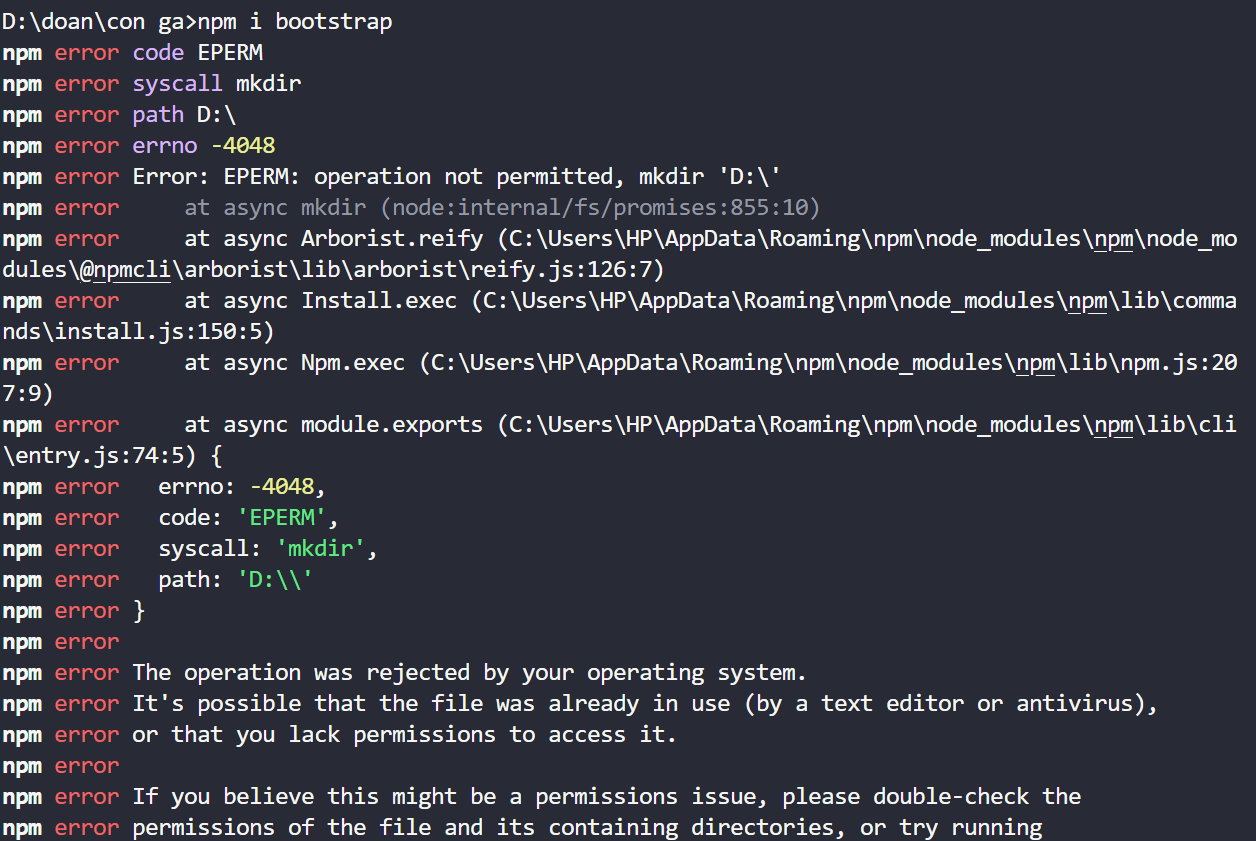 D:\doan\con ga>npm i bootstrap
npm error code EPERM
npm error syscall mkdir
npm error path D:\
npm error errno -4048
npm error Error: EPERM: operation not permitted, mkdir 'D:\'
npm error     at async mkdir (node:internal/fs/promises:855:10)
npm error     at async Arborist.reify (C:\Users\HP\AppData\Roaming\npm\node_modules\npm\node_mo
dules\@npmcli\arborist\lib\arborist\reify.js:126:7)
npm error     at async Install.exec (C:\Users\HP\AppData\Roaming\npm\node_modules\npm\lib\comma
nds\install.js:150:5)
npm error     at async Npm.exec (C:\Users\HP\AppData\Roaming\npm\node_modules\npm\lib\npm.js:20
7:9)
npm error     at async module.exports (C:\Users\HP\AppData\Roaming\npm\node_modules\npm\lib\cli
\entry.js:74:5) {
npm error   errno: -4048,
npm error   code: 'EPERM',
npm error   syscall: 'mkdir',
npm error   path: 'D:\\'
npm error }
npm error
npm error The operation was rejected by your operating system.
npm error It's possible that the file was already in use (by a text editor or antivirus),
npm error or that you lack permissions to access it.
npm error
npm error If you believe this might be a permissions issue, please double-check the
npm error permissions of the file and its containing directories, or try running